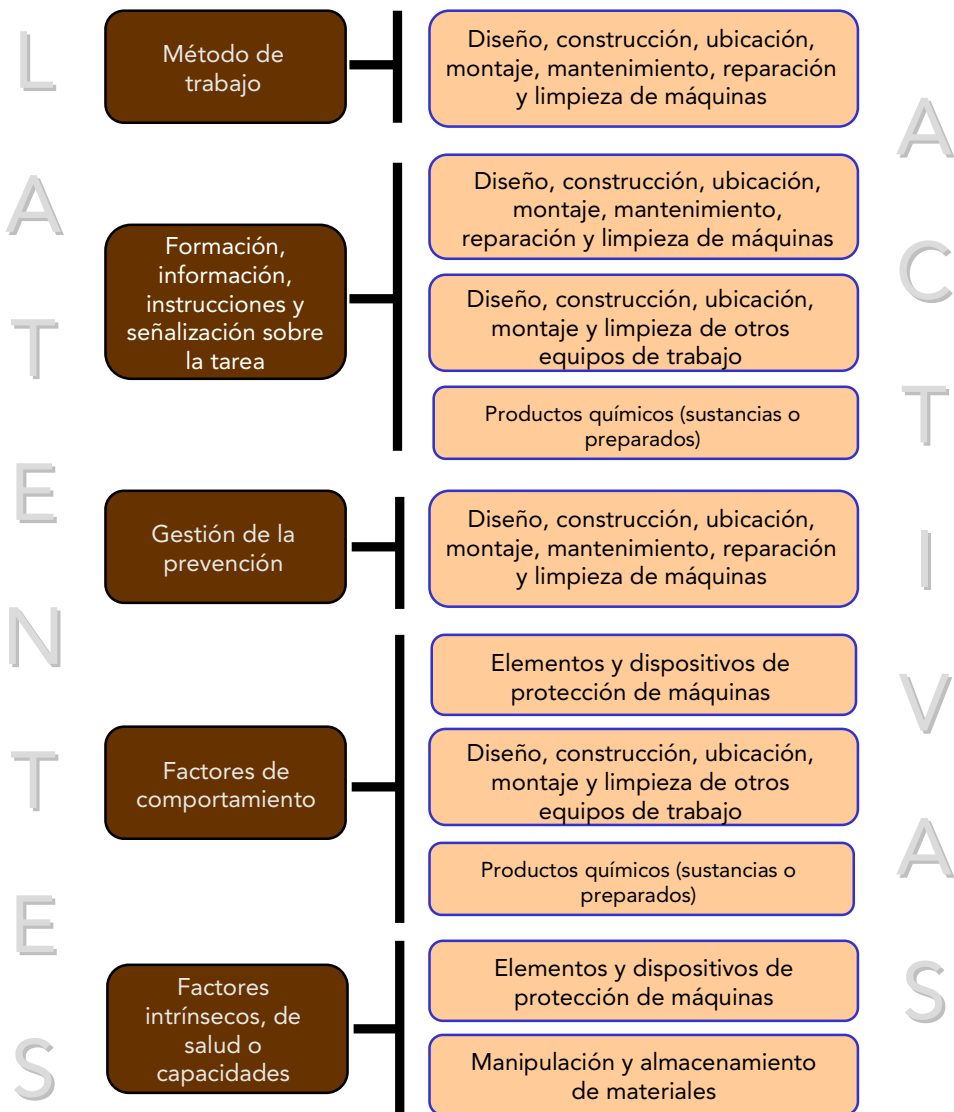 LATENTES
Método de
trabajo
Diseño, construcción, ubicación,
montaje, mantenimiento, reparación
y limpieza de máquinas
Formación,
información,
instrucciones y
señalización sobre
la tarea
Diseño, construcción, ubicación,
montaje, mantenimiento,
reparación y limpieza de máquinas
Diseño, construcción, ubicación,
montaje y limpieza de otros
equipos de trabajo
Productos químicos (sustancias o
preparados)
Gestión de la
prevención
Diseño, construcción, ubicación,
montaje, mantenimiento, reparación
y limpieza de máquinas
Factores de
comportamiento
Elementos y dispositivos de
protección de máquinas
Diseño, construcción, ubicación,
montaje y limpieza de otros
equipos de trabajo
Productos químicos (sustancias o
preparados)
Factores
intrínsecos, de
salud o
capacidades
Elementos y dispositivos de
protección de máquinas
Manipulación y almacenamiento
de materiales
ACTIVAS